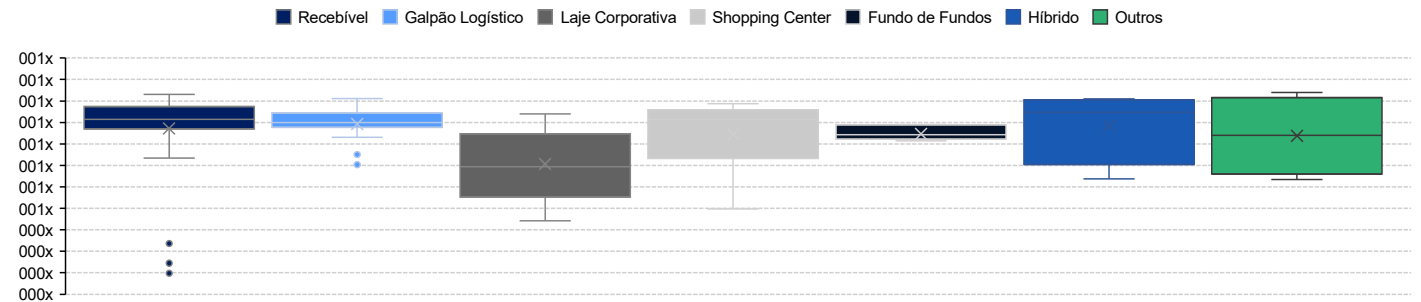 Recebível Galpão Logístico Laje Corporativa Shopping Center Fundo de Fundos Híbrido Outros
001x
001x
001x
001x
001x
001x
001x
001x
000x
000x
000x
000x